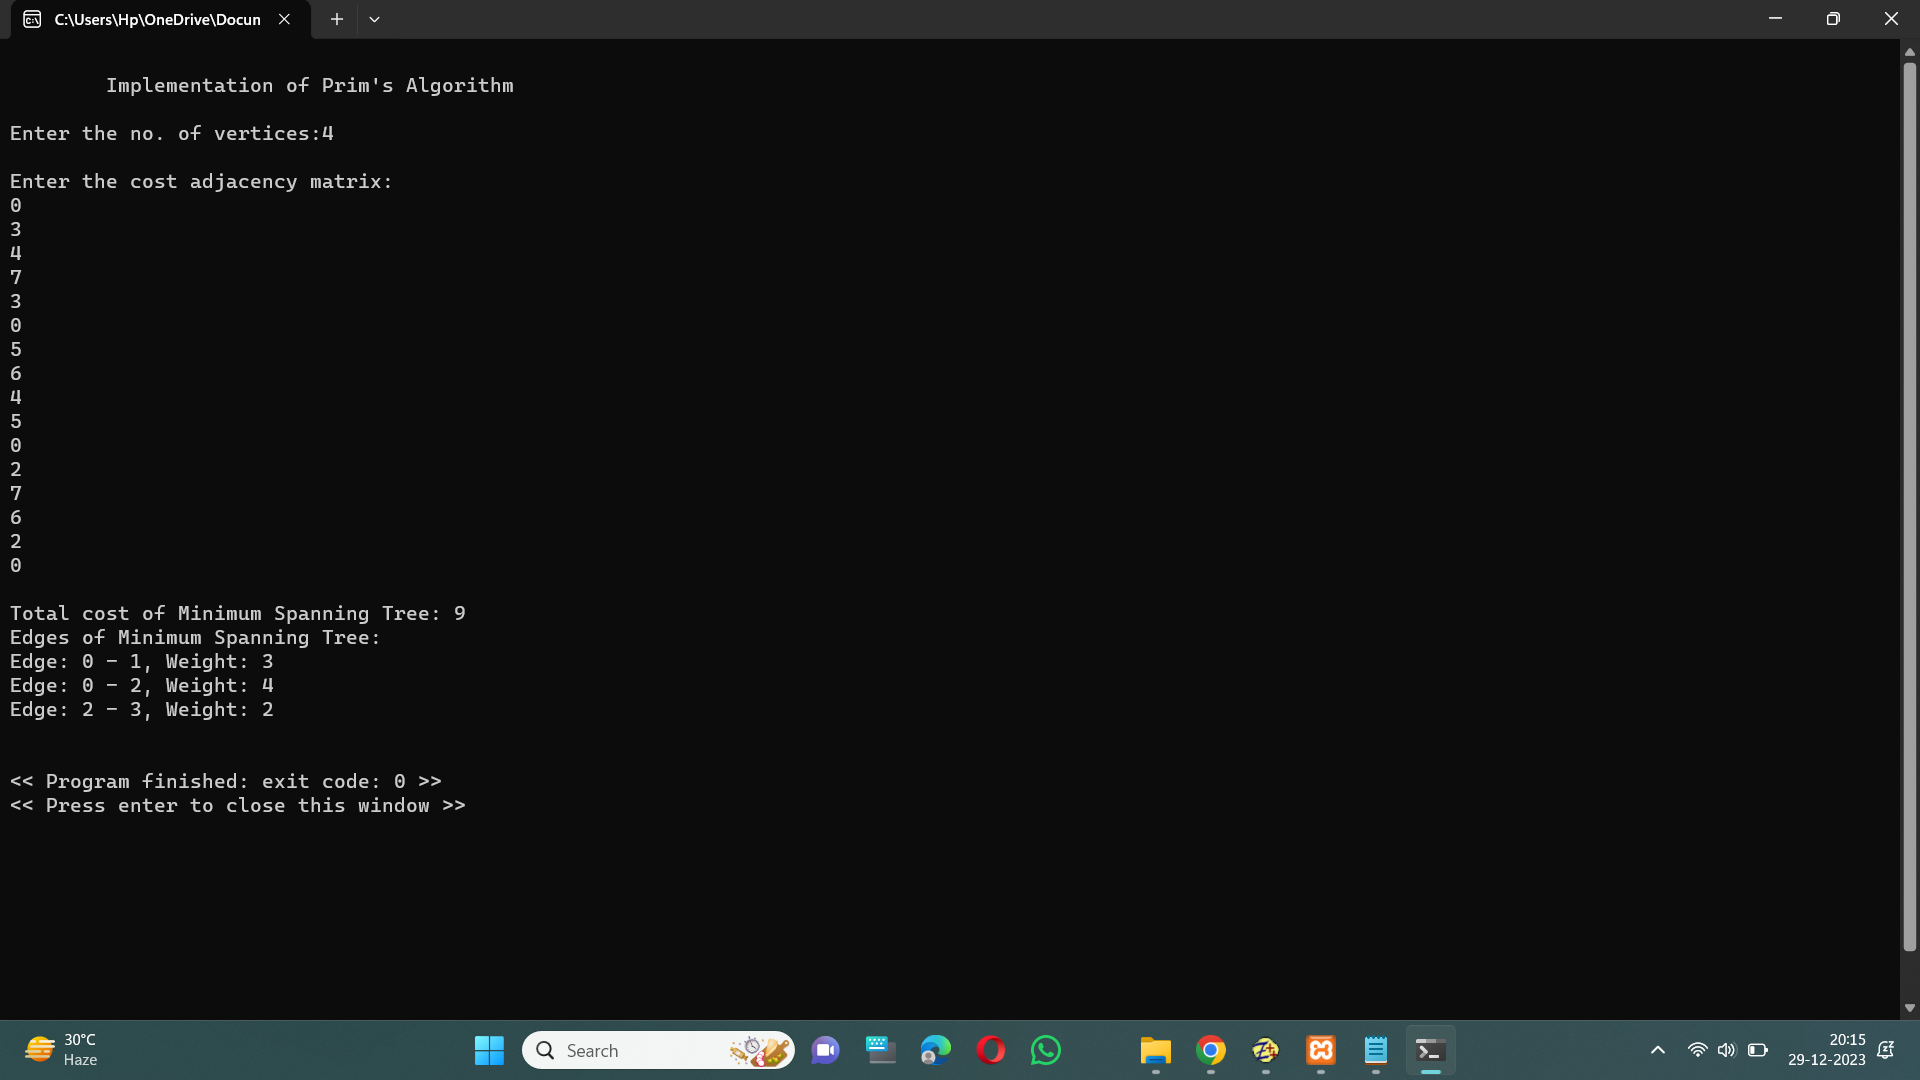 C:\Users\Hp\OneDrive\Docun
Implementation of Prim's Algorithm
Enter the no. of vertices:4
Enter the cost adjacency matrix:
0
3
4
7
3
0
5
6
4
5
0
2
7
6
2
0
Total cost of Minimum Spanning Tree: 9
Edges of Minimum Spanning Tree:
Edge: 0 - 1, Weight: 3
Edge: 0 - 2, Weight: 4
Edge: 2 - 3, Weight: 2
<< Program finished: exit code: 0 >>
<< Press enter to close this window >>
30°C
Haze
Search
20:15
29-12-2023